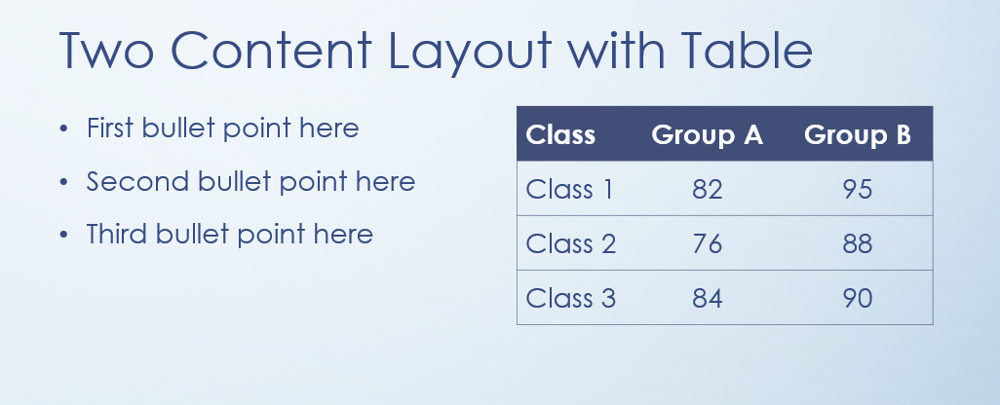 Two Content Layout with Table
• First bullet point here
• Second bullet point here
• Third bullet point here
Class Group A Group B
Class 1 82 95
Class 2 76 88
Class 3 84 90